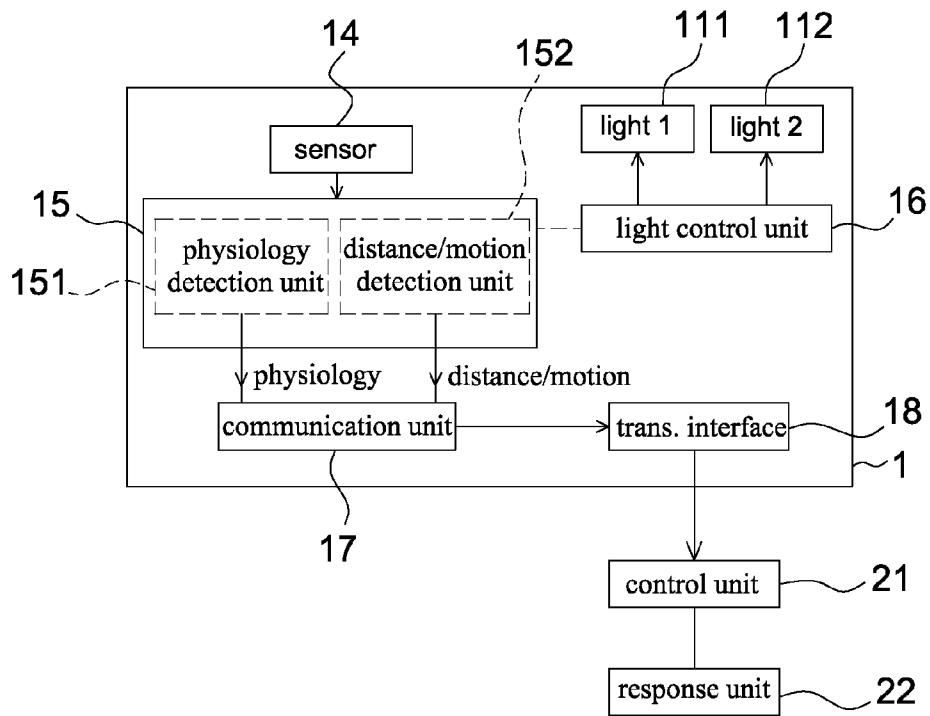 14
111
112
152
light 1
light 2
sensor
15
16
physiology
detection unit
distance/motion
detection unit
light control unit
151
physiology
distance/motion
communication unit
trans. interface
18
1
17
control unit
21
response unit
22